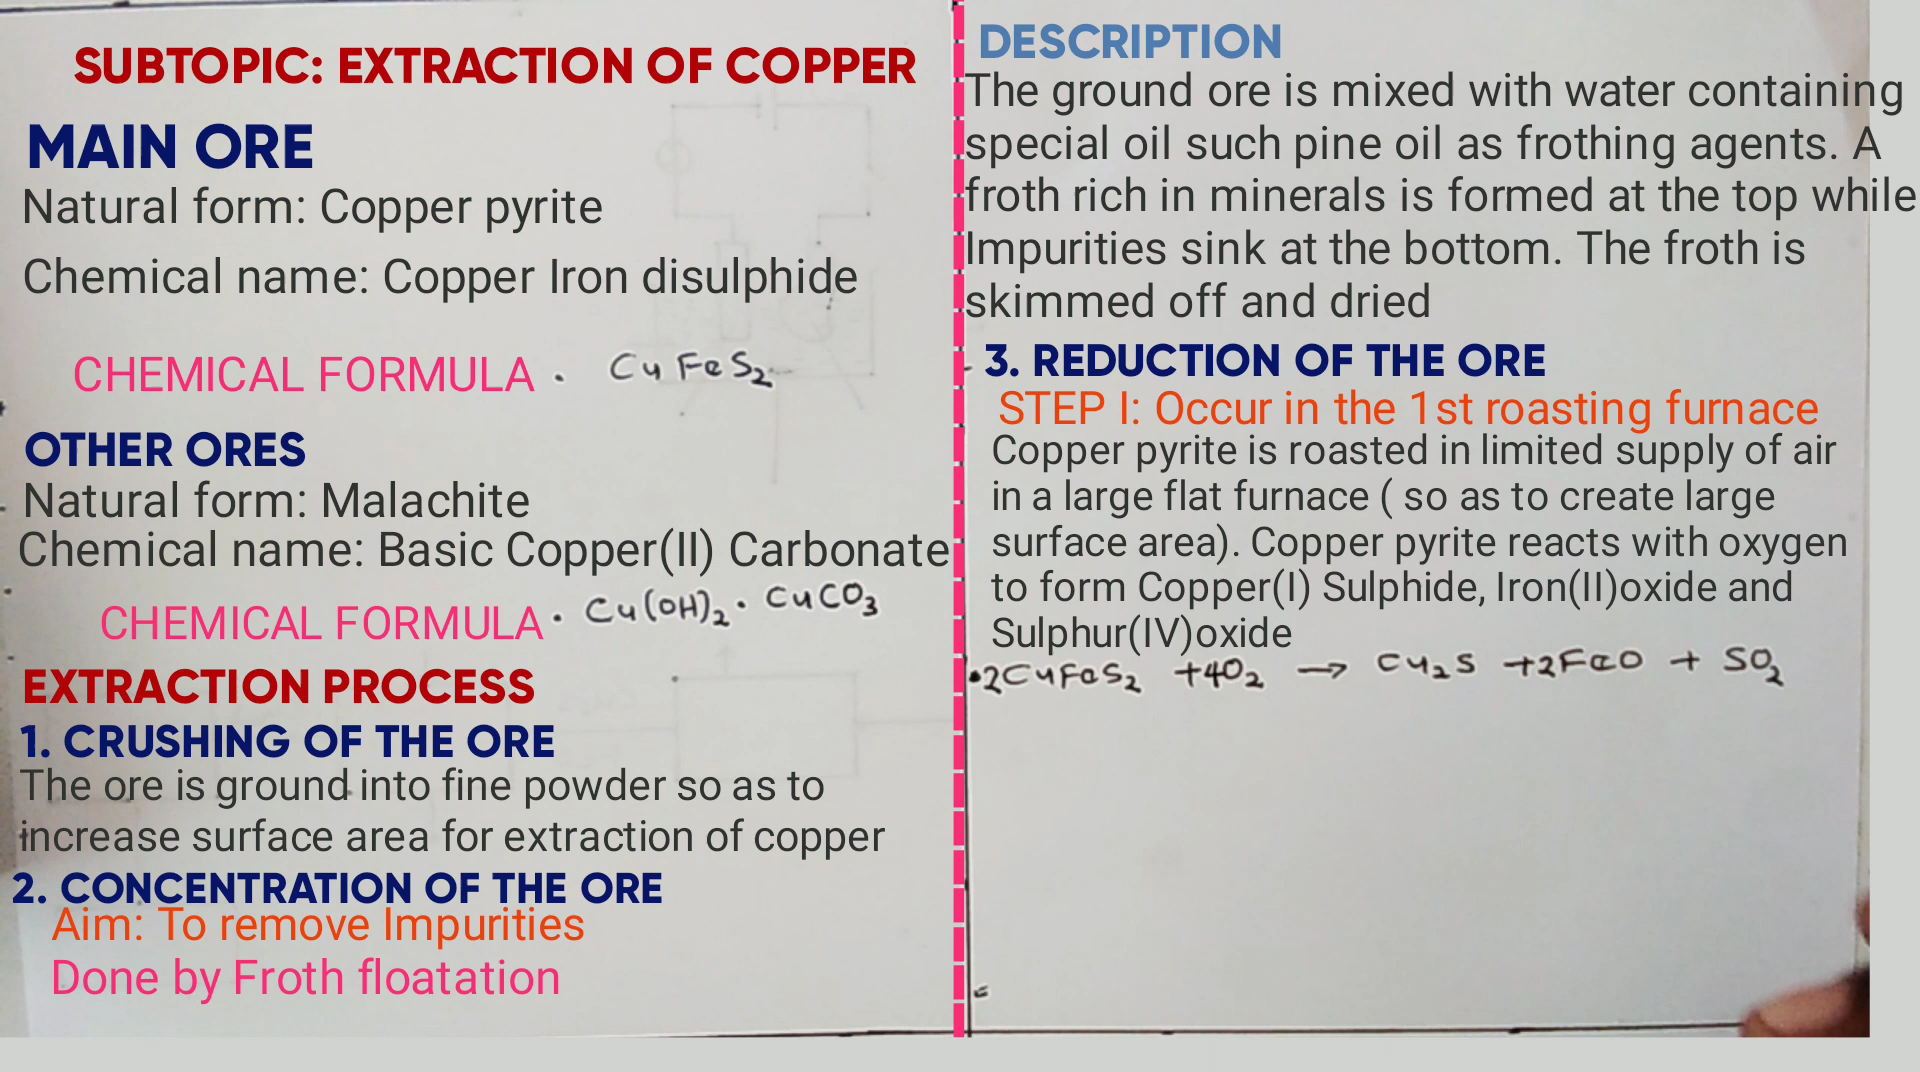 SUBTOPIC: EXTRACTION OF COPPER
MAIN ORE
Natural form: Copper pyrite
Chemical name: Copper Iron disulphide
CHEMICAL FORMULA . CuFeS₂
OTHER ORES
Natural form: Malachite
Chemical name: Basic Copper(II) Carbonate
CHEMICAL FORMULA . Cu(OH)₂ . CuCO₃
EXTRACTION PROCESS
1. CRUSHING OF THE ORE
The ore is ground into fine powder so as to
increase surface area for extraction of copper
2. CONCENTRATION OF THE ORE
Aim: To remove Impurities
Done by Froth floatation
DESCRIPTION
The ground ore is mixed with water containing
special oil such pine oil as frothing agents. A
froth rich in minerals is formed at the top while
Impurities sink at the bottom. The froth is
skimmed off and dried
3. REDUCTION OF THE ORE
STEP I: Occur in the 1st roasting furnace
Copper pyrite is roasted in limited supply of air
in a large flat furnace ( so as to create large
surface area). Copper pyrite reacts with oxygen
to form Copper(I) Sulphide, Iron(II)oxide and
Sulphur(IV)oxide
.2CuFeS₂ +4O₂ → Cu₂S +2FeO + SO₂